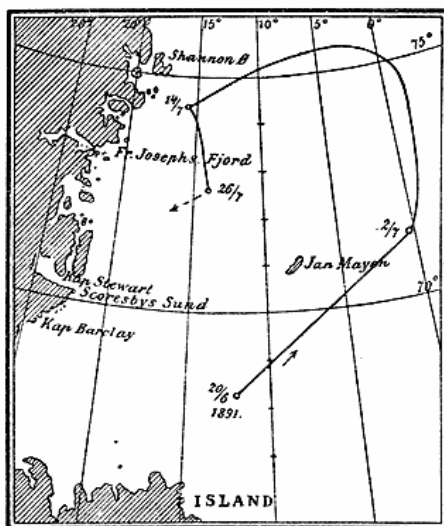 20°
15°
10°
5°
0°
75°
Shannon Ø
14/7
Fr. Josephs Fjord
26/7
2/7
Jan Mayen
Kap Stewart
Scoresbys Sund
70°
Kap Barclay
20/6
1891.
ISLAND